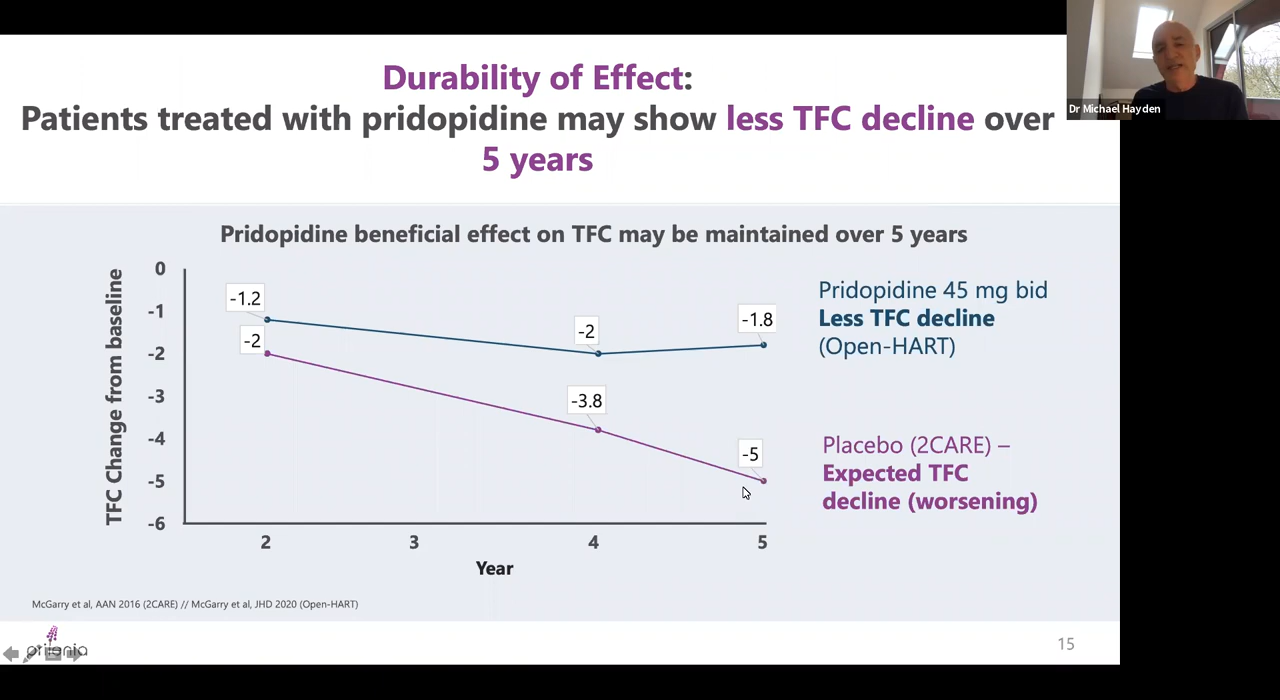 Durability of Effect:
Patients treated with pridopidine may show less TFC decline over
5 years
Dr Michael Hayden
Pridopidine beneficial effect on TFC may be maintained over 5 years
TFC Change from baseline
0
-1
-2
-3
-4
-5
-6
-1.2
-2
-2
-3.8
-1.8
-5
2
3
4
5
Year
Pridopidine 45 mg bid
Less TFC decline
(Open-HART)
Placebo (2CARE) –
Expected TFC
decline (worsening)
McGarry et al, AAN 2016 (2CARE) // McGarry et al, JHD 2020 (Open-HART)
prilenia
15